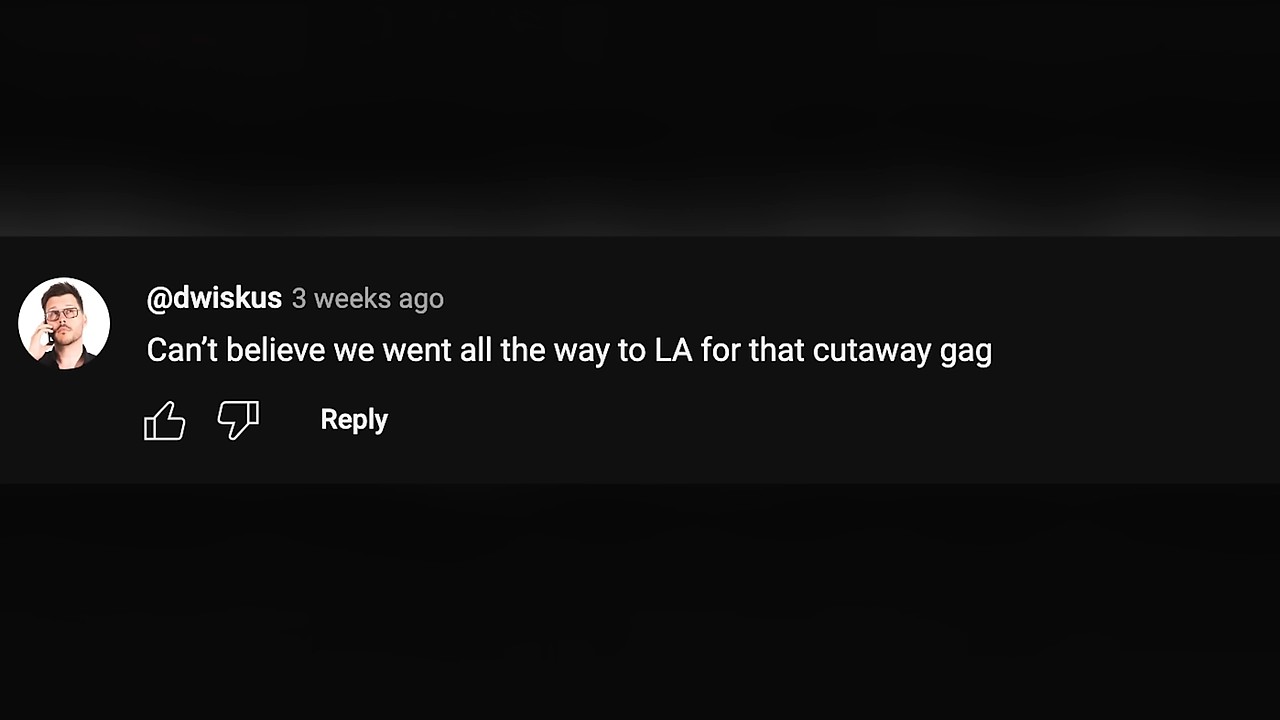 @dwiskus 3 weeks ago
Can’t believe we went all the way to LA for that cutaway gag
Reply